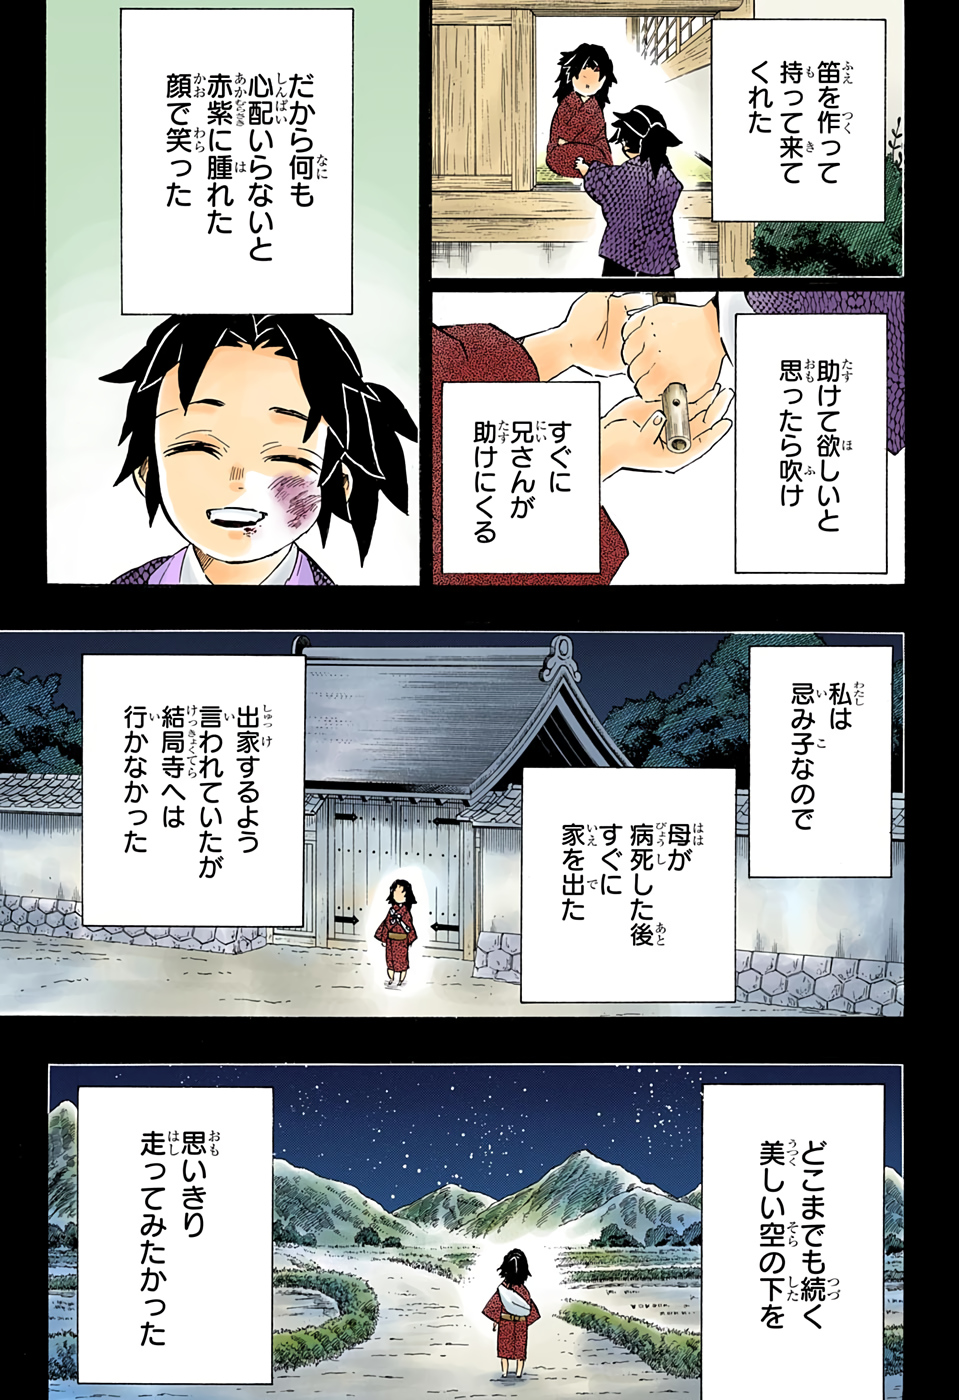 笛を作って
持って来て
くれた
助けて欲しいと
思ったら吹け
すぐに
兄さんが
助けにくる
だから何も
心配いらないと
赤紫に腫れた
顔で笑った
私は
忌み子なので
母が
病死した後
すぐに
家を出た
出家するよう
言われていたが
結局寺へは
行かなかった
どこまでも続く
美しい空の下を
思いきり
走ってみたかった